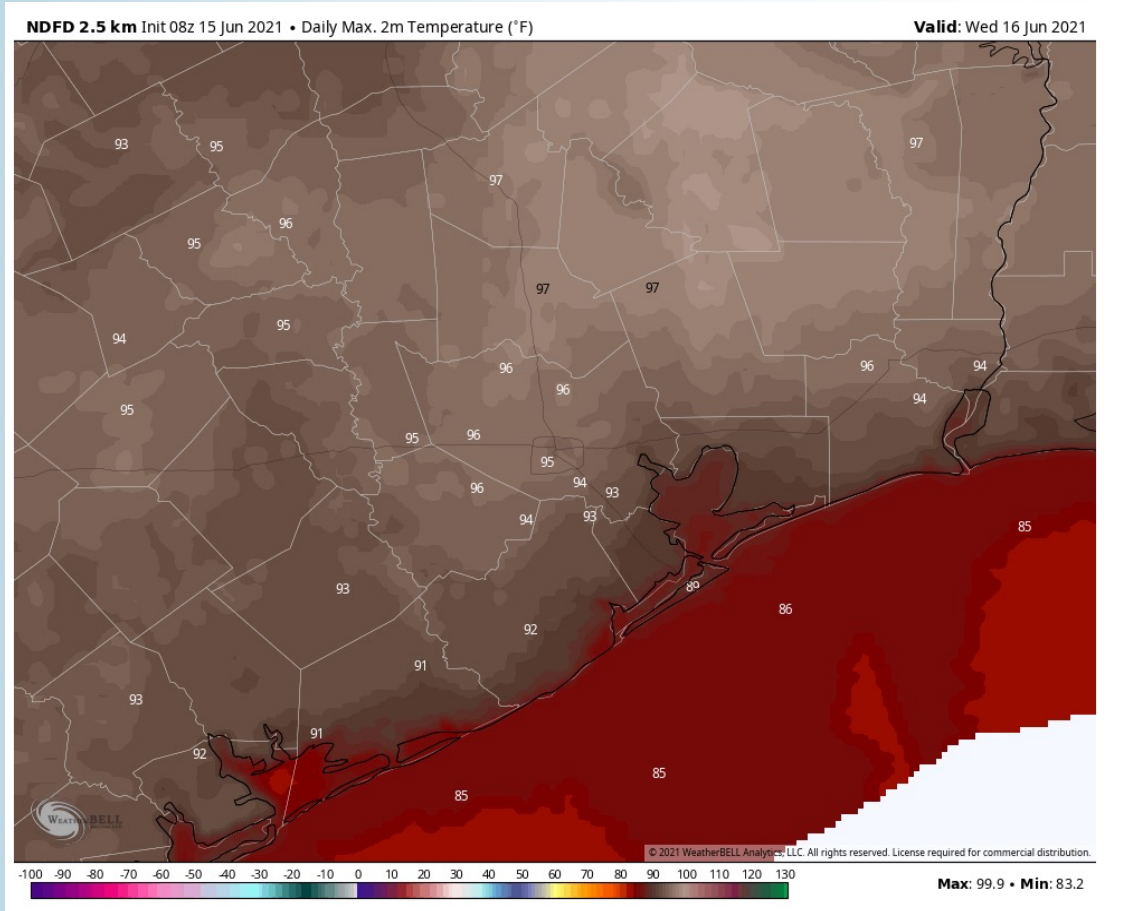 NDFD 2.5 km Init 08z 15 Jun 2021 • Daily Max. 2m Temperature (°F) Valid: Wed 16 Jun 2021
93 95 97
97
96
95
97 97
95
94
96 96 94
96
95 94
95 96
95
96 94 93
94 93
85
93 89
86
92
91
93
91
92
85
85
WEATHERBELL
© 2021 WeatherBELL Analytics, LLC. All rights reserved. License required for commercial distribution.
-100 -90 -80 -70 -60 -50 -40 -30 -20 -10 0 10 20 30 40 50 60 70 80 90 100 110 120 130
Max: 99.9 • Min: 83.2